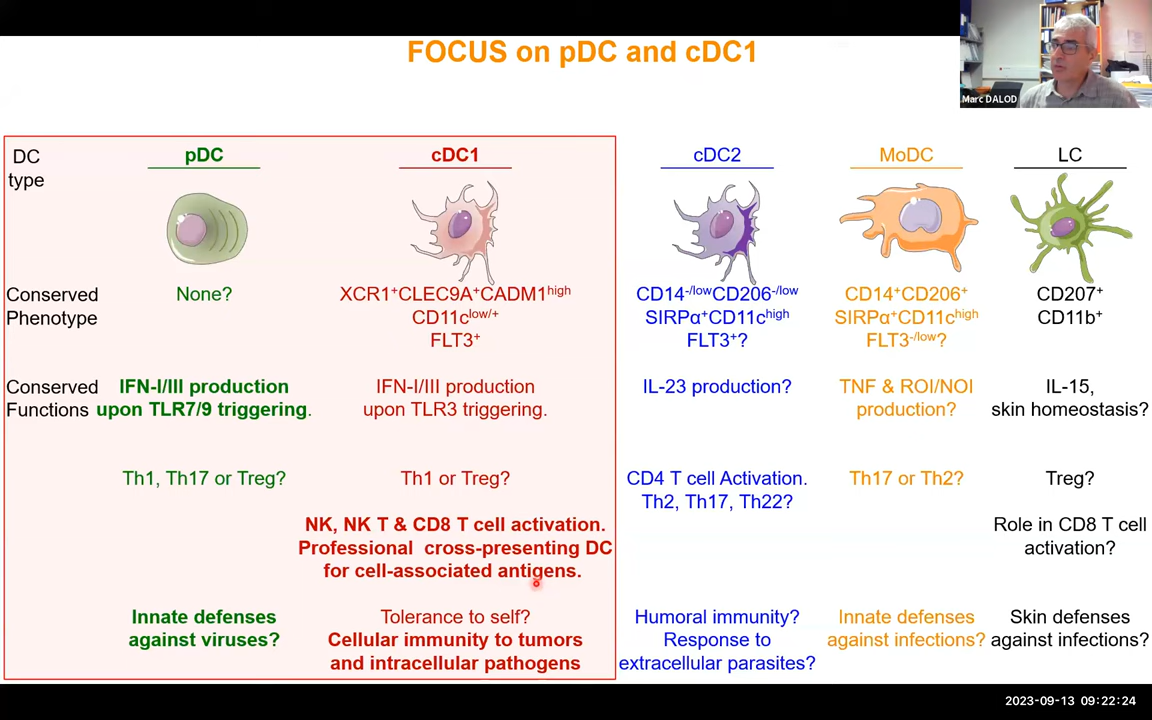 FOCUS on pDC and cDC1
Marc DALOD
DC type
pDC
cDC1
cDC2
MoDC
LC
Conserved Phenotype
None?
XCR1⁺CLEC9A⁺CADM1ʰⁱᵍʰ
CD11cˡᵒʷ/⁺
FLT3⁺
CD14⁻/ˡᵒʷCD206⁻/ˡᵒʷ
SIRPα⁺CD11cʰⁱᵍʰ
FLT3⁺?
CD14⁺CD206⁺
SIRPα⁺CD11cʰⁱᵍʰ
FLT3⁻/ˡᵒʷ?
CD207⁺
CD11b⁺
Conserved Functions
IFN-I/III production
upon TLR7/9 triggering.
IFN-I/III production
upon TLR3 triggering.
IL-23 production?
TNF & ROI/NOI
production?
IL-15,
skin homeostasis?
Th1, Th17 or Treg?
Th1 or Treg?
CD4 T cell Activation.
Th2, Th17, Th22?
Th17 or Th2?
Treg?
NK, NK T & CD8 T cell activation.
Professional cross-presenting DC
for cell-associated antigens.
Role in CD8 T cell
activation?
Innate defenses
against viruses?
Tolerance to self?
Cellular immunity to tumors
and intracellular pathogens
Humoral immunity?
Response to
extracellular parasites?
Innate defenses
against infections?
Skin defenses
against infections?
2023-09-13 09:22:24